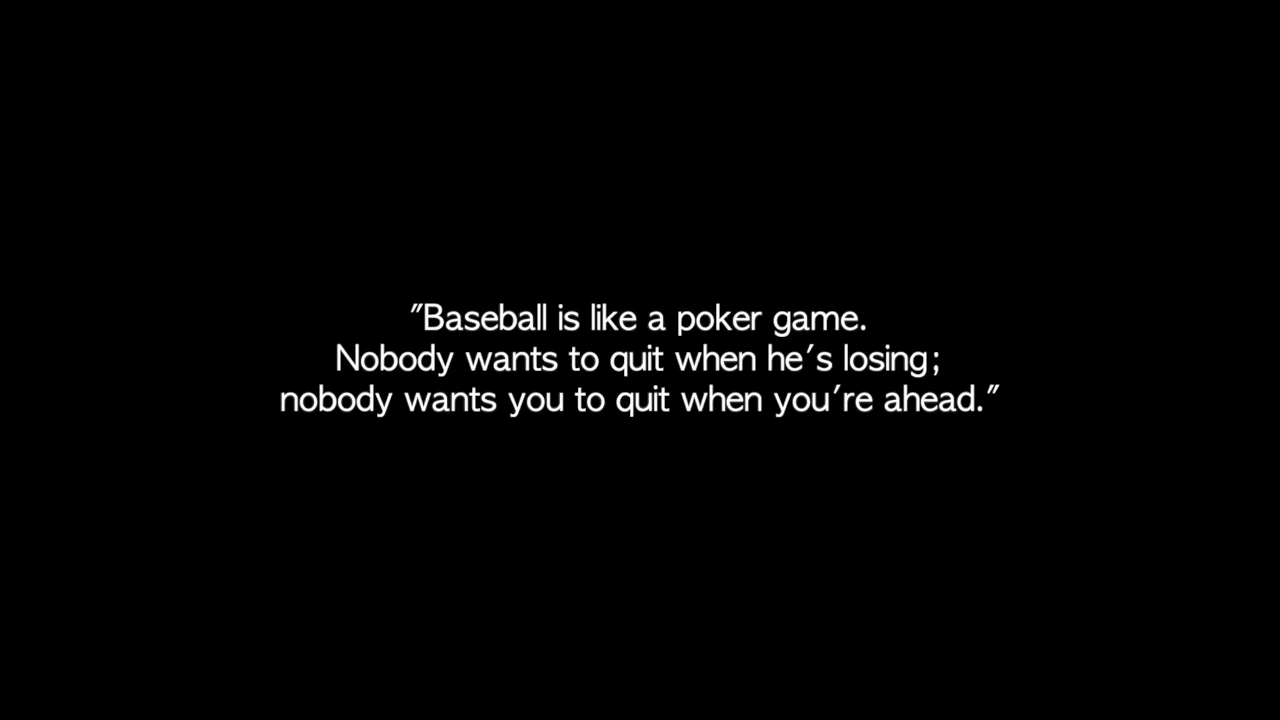 "Baseball is like a poker game.
Nobody wants to quit when he's losing;
nobody wants you to quit when you're ahead."